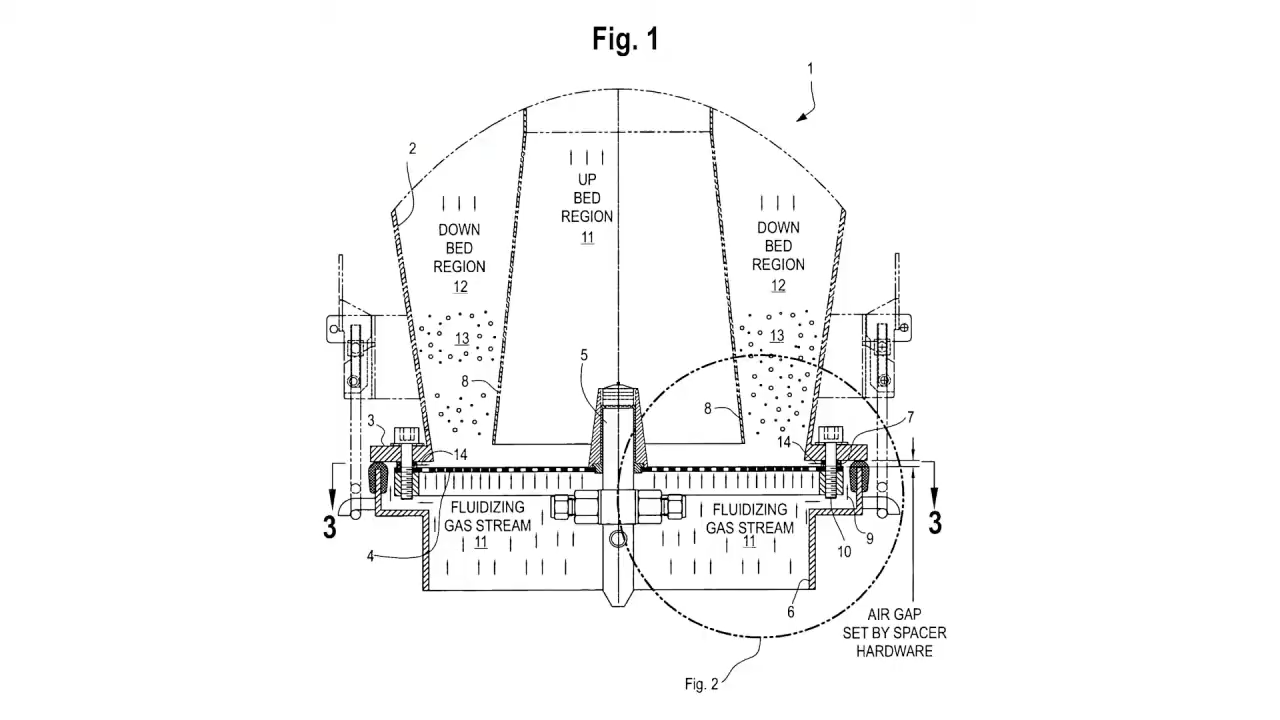 Fig. 1
1
2
UP
BED
REGION
11
DOWN
BED
REGION
12
DOWN
BED
REGION
12
13
13
5
8
8
3
7
14
14
3
3
FLUIDIZING
GAS STREAM
11
FLUIDIZING
GAS STREAM
11
4
10
9
6
AIR GAP
SET BY SPACER
HARDWARE
Fig. 2